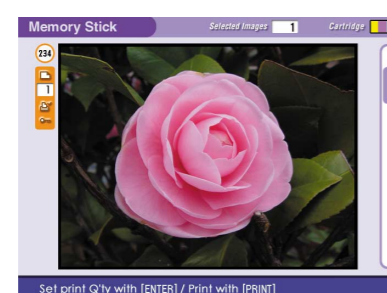 Memory Stick
Selected Images 1
Cartridge
234
1
Set print Q'ty with [ENTER] / Print with [PRINT]